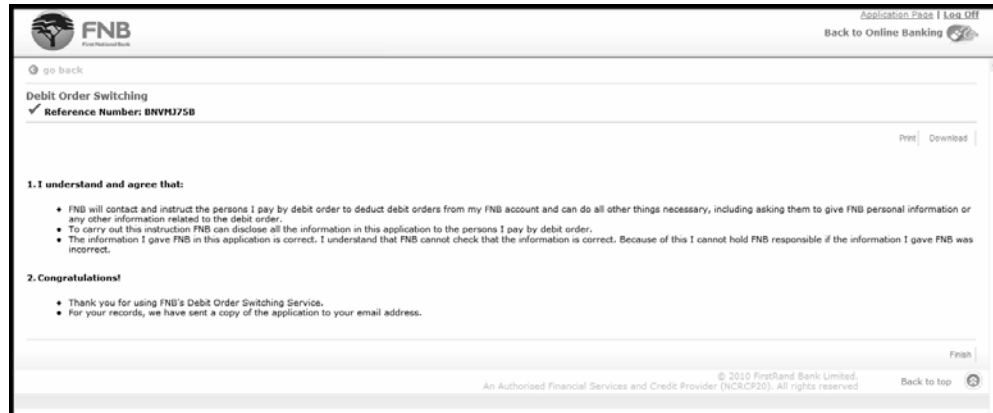 Application Page | Log Off
FNB
First National Bank
Back to Online Banking
go back
Debit Order Switching
Reference Number: BNVMJ75B
Print
Download
1. I understand and agree that:
• FNB will contact and instruct the persons I pay by debit order to deduct debit orders from my FNB account and can do all other things necessary, including asking them to give FNB personal information or
any other information related to the debit order.
• To carry out this instruction FNB can disclose all the information in this application to the persons I pay by debit order.
• The information I gave FNB in this application is correct. I understand that FNB cannot check that the information is correct. Because of this I cannot hold FNB responsible if the information I gave FNB was
incorrect.
2. Congratulations!
• Thank you for using FNB's Debit Order Switching Service.
• For your records, we have sent a copy of the application to your email address.
Finish
© 2010 FirstRand Bank Limited.
An Authorised Financial Services and Credit Provider (NCRCP20). All rights reserved
Back to top